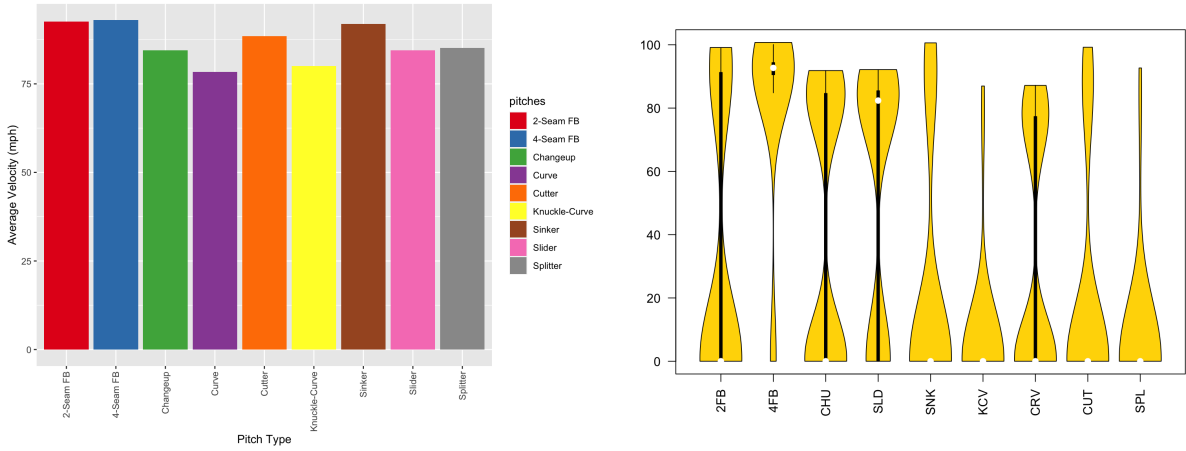 Average Velocity (mph)
75
50
25
0
2-Seam FB
4-Seam FB
Changeup
Curve
Cutter
Knuckle-Curve
Sinker
Slider
Splitter
Pitch Type
pitches
2-Seam FB
4-Seam FB
Changeup
Curve
Cutter
Knuckle-Curve
Sinker
Slider
Splitter
100
80
60
40
20
0
2FB
4FB
CHU
SLD
SNK
KCV
CRV
CUT
SPL